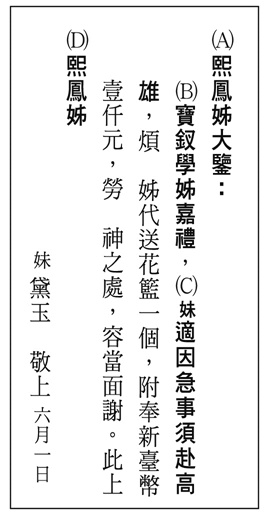 (A)熙鳳姊大鑒：
(B)寶釵學姊嘉禮，(C)妹適因急事須赴高
雄，煩　姊代送花籃一個，附奉新臺幣
壹仟元，勞　神之處，容當面謝。此上
(D)熙鳳姊
妹 黛玉　敬上 六月一日